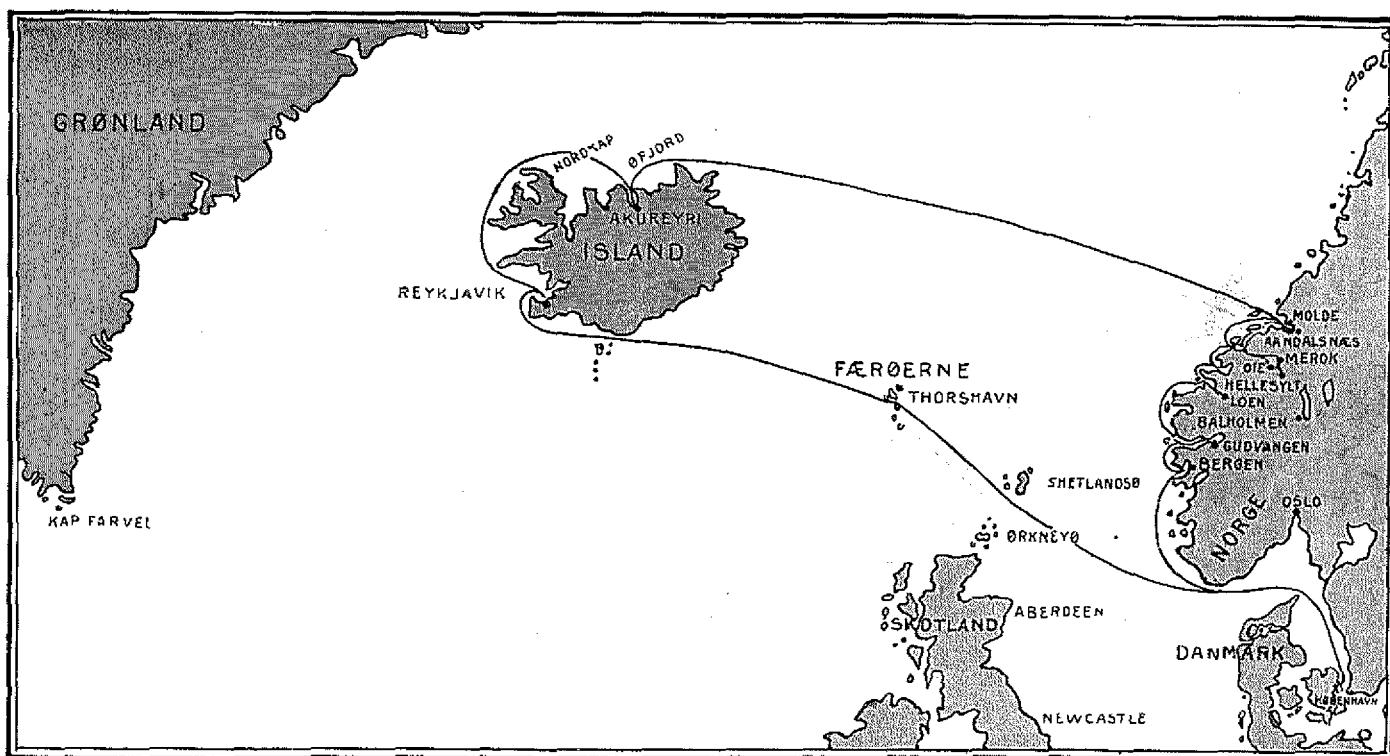 GRØNLAND
NORDKAP
ØFJORD
AKUREYRI
ISLAND
REYKJAVIK
MOLDE
AANDALSNÆS
MEROK
OIE
HELLESYLT
LOEN
FÆRØERNE
THORSHAVN
BALHOLMEN
GUDVANGEN
BERGEN
SHETLANDSØ
OSLO
KAP FARVEL
NORGE
ØRKNEYØ
ABERDEEN
SKOTLAND
DANMARK
KØBENHAVN
NEWCASTLE